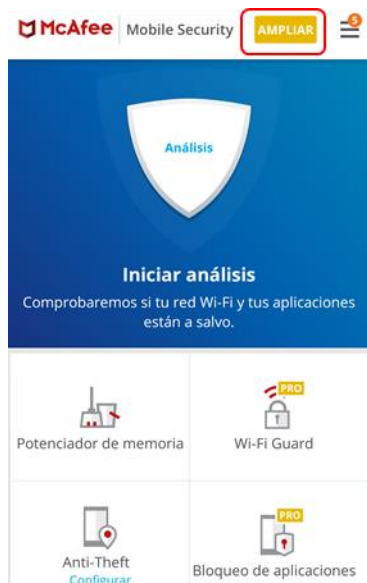 McAfee Mobile Security AMPLIAR 5
Análisis
Iniciar análisis
Comprobaremos si tu red Wi-Fi y tus aplicaciones
están a salvo.
PRO
Potenciador de memoria Wi-Fi Guard
PRO
Anti-Theft Bloqueo de aplicaciones
Configurar